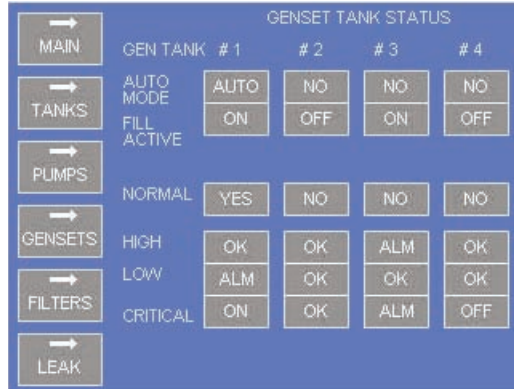 GENSET TANK STATUS
MAIN
GEN TANK # 1 # 2 # 3 # 4
AUTO MODE AUTO NO NO NO
TANKS
FILL ACTIVE ON OFF ON OFF
PUMPS
NORMAL YES NO NO NO
GENSETS
HIGH OK OK ALM OK
LOW ALM OK OK OK
FILTERS
CRITICAL ON OK ALM OFF
LEAK